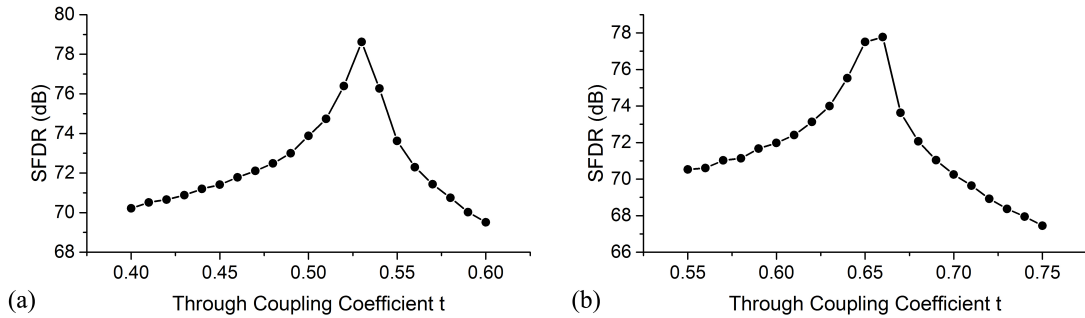 80
78
76
74
72
70
68
SFDR (dB)
0.40 0.45 0.50 0.55 0.60
Through Coupling Coefficient t
(a)
78
76
74
72
70
68
66
SFDR (dB)
0.55 0.60 0.65 0.70 0.75
Through Coupling Coefficient t
(b)